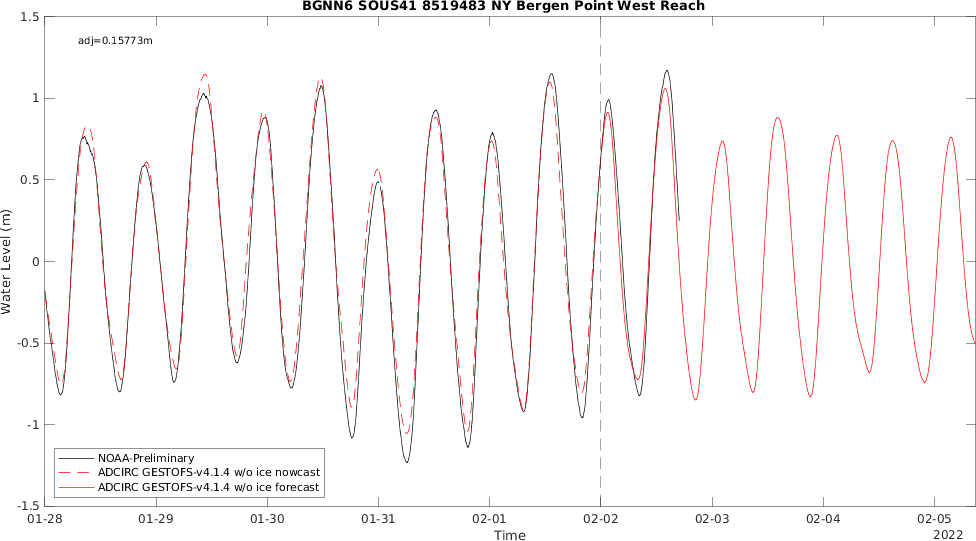 BGNN6 SOUS41 8519483 NY Bergen Point West Reach
adj=0.15773m
1.5
1
0.5
0
-0.5
-1
-1.5
Water Level (m)
NOAA-Preliminary
ADCIRC GESTOFS-v4.1.4 w/o ice nowcast
ADCIRC GESTOFS-v4.1.4 w/o ice forecast
01-28 01-29 01-30 01-31 02-01 02-02 02-03 02-04 02-05
Time
2022